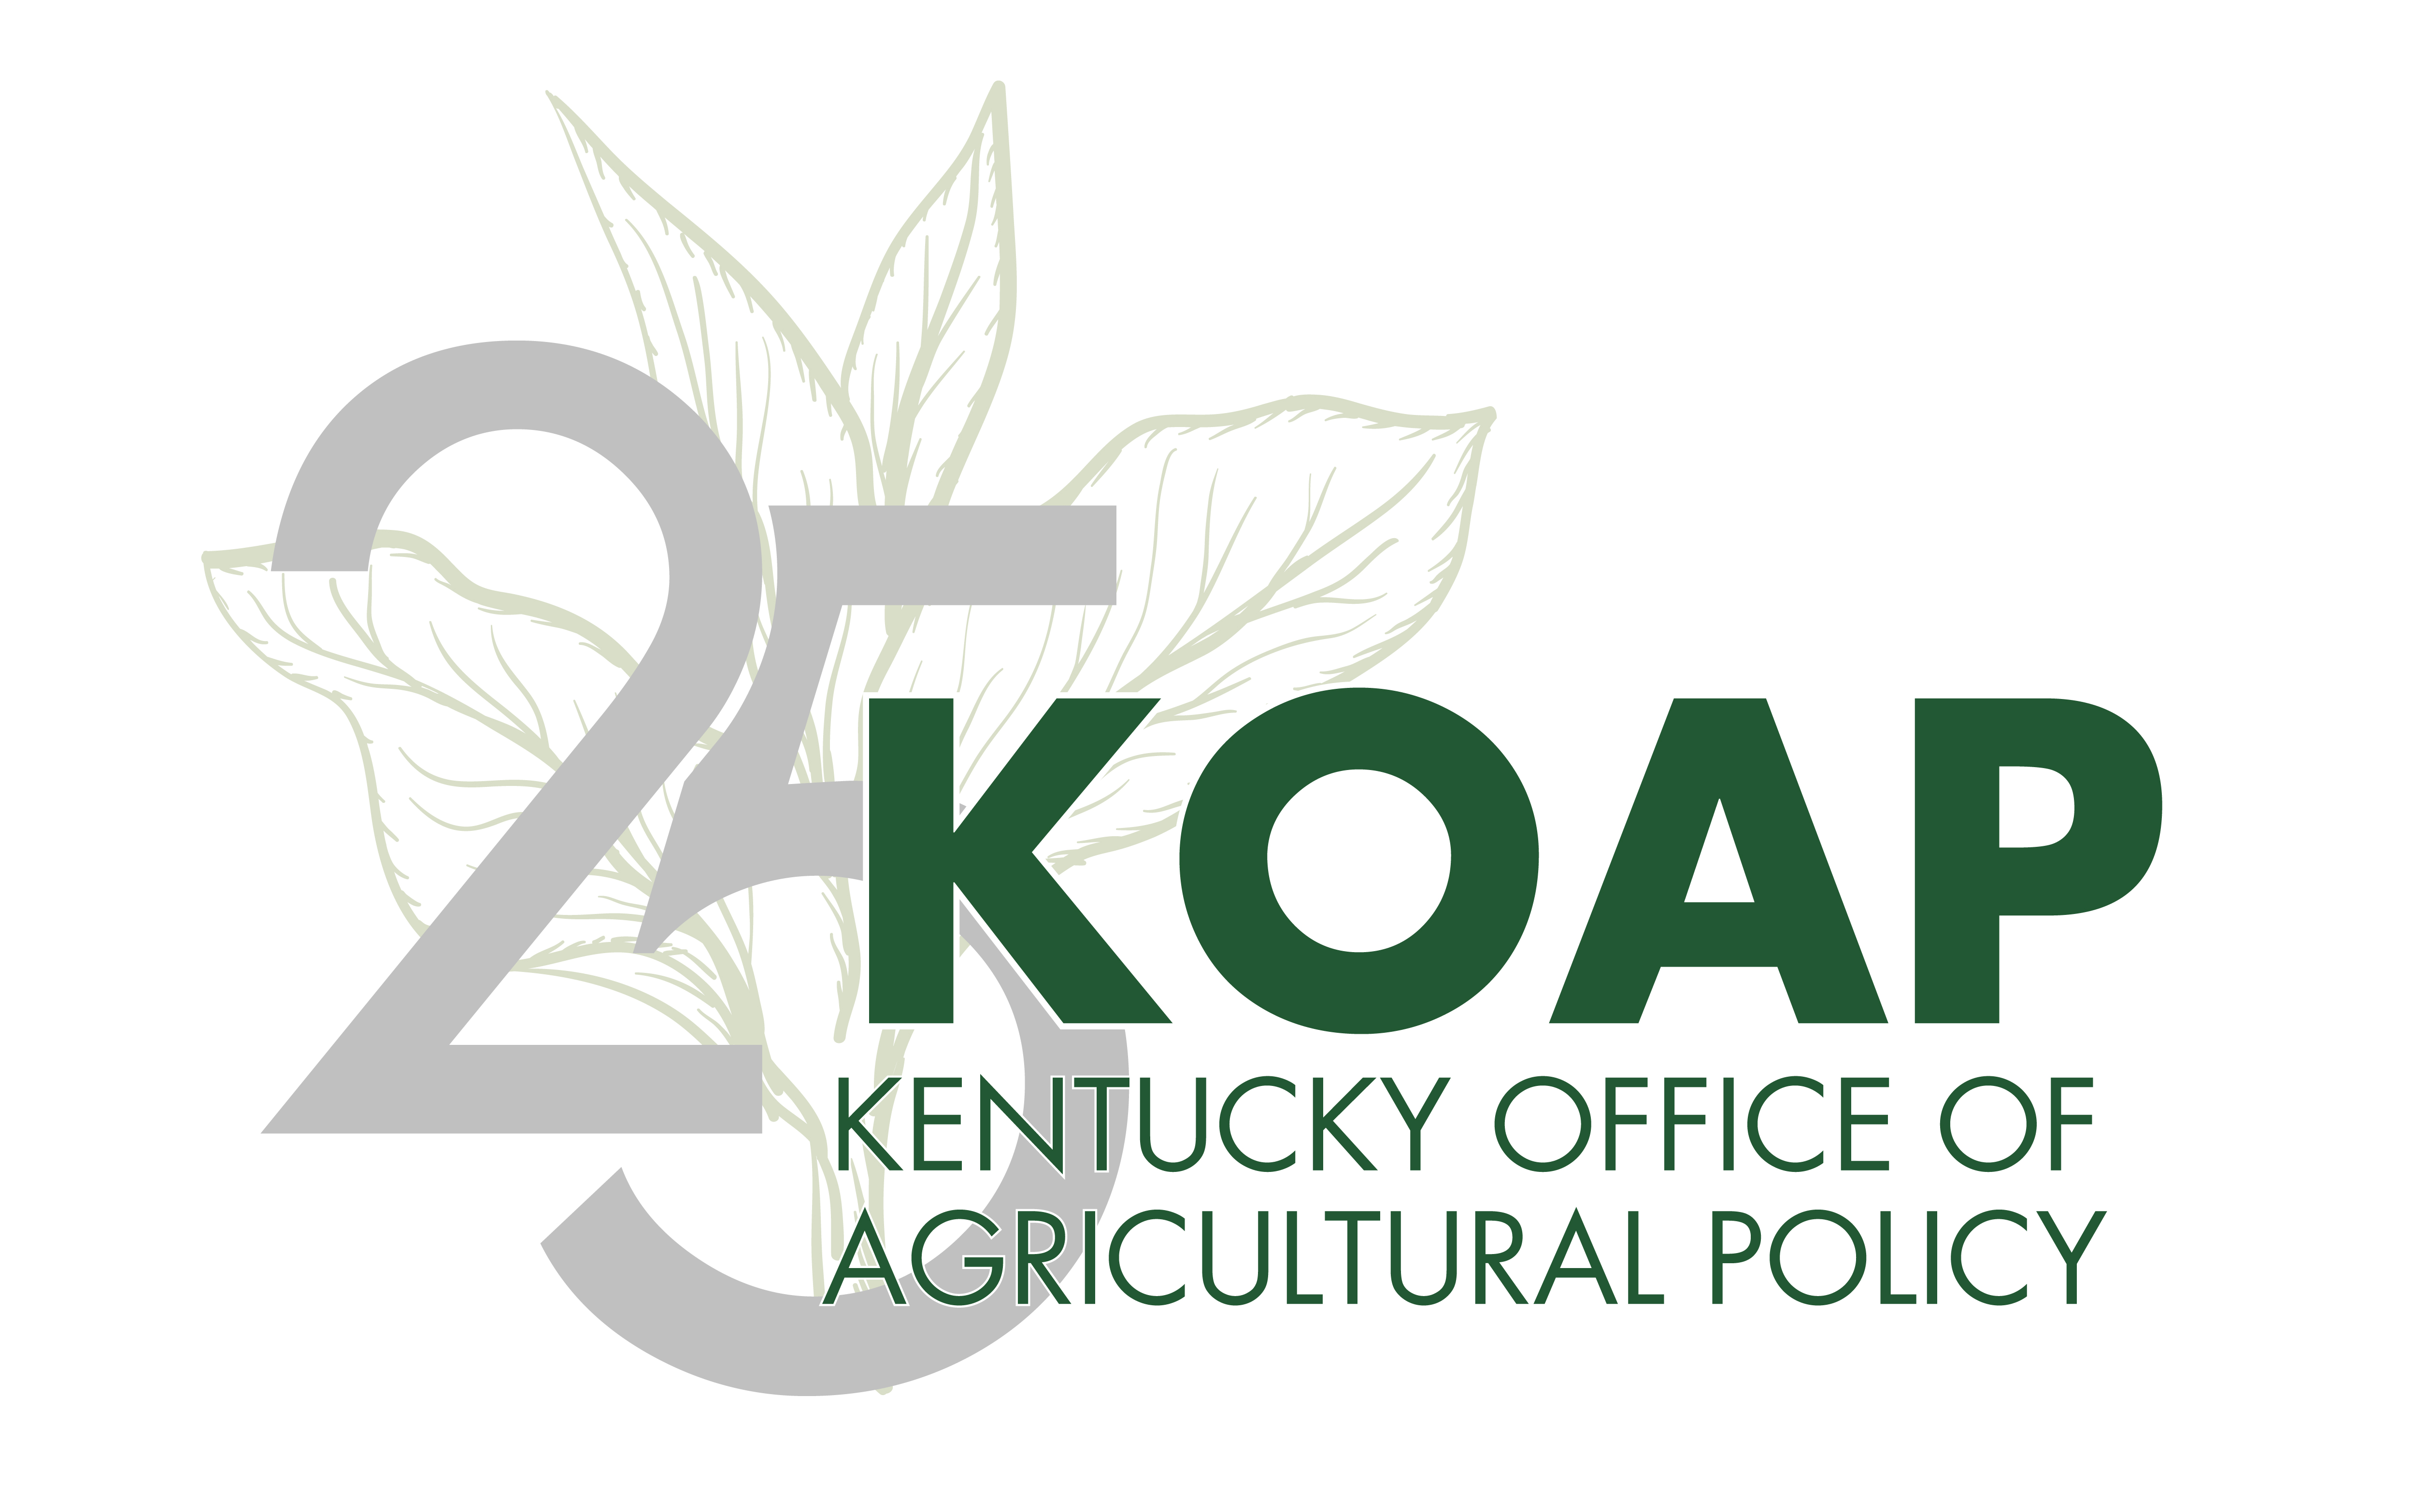 25
KOAP
KENTUCKY OFFICE OF
AGRICULTURAL POLICY